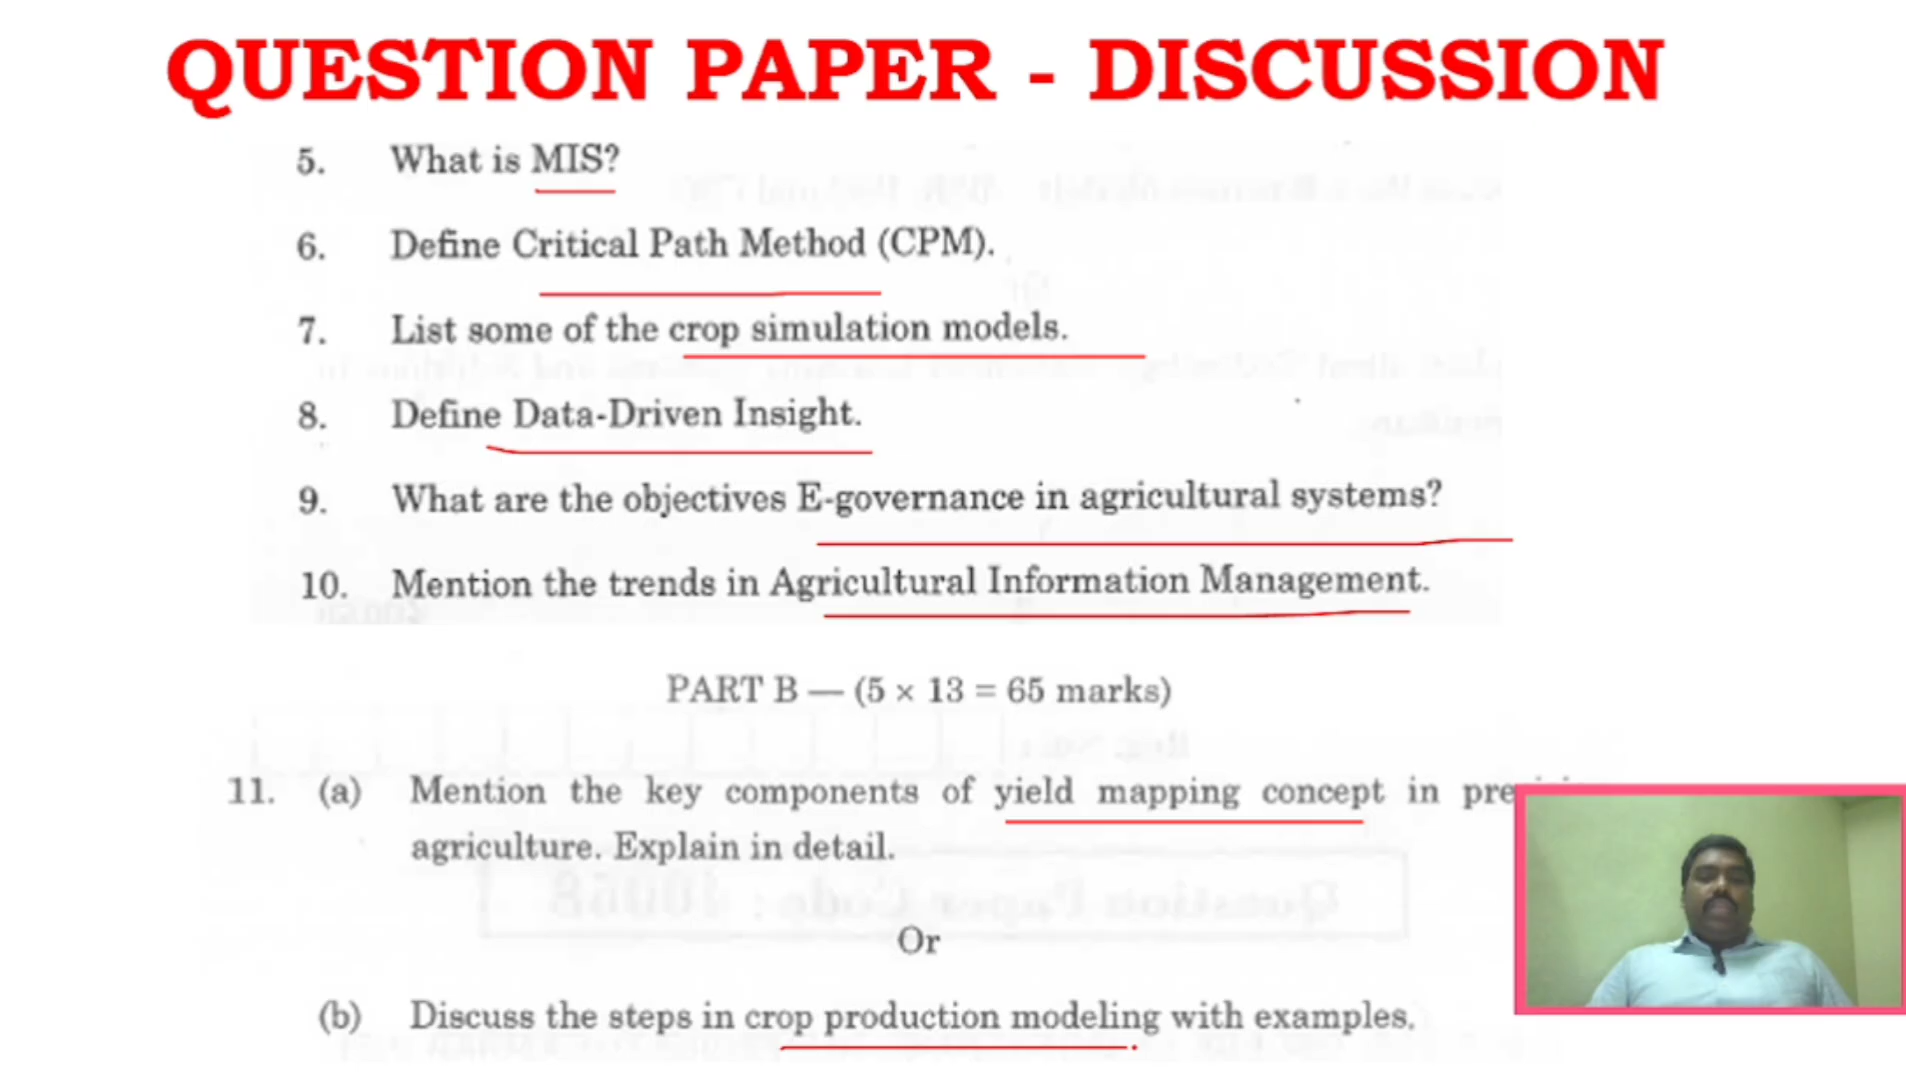 QUESTION PAPER - DISCUSSION
5. What is MIS?
6. Define Critical Path Method (CPM).
7. List some of the crop simulation models.
8. Define Data-Driven Insight.
9. What are the objectives E-governance in agricultural systems?
10. Mention the trends in Agricultural Information Management.
PART B — (5 × 13 = 65 marks)
11. (a) Mention the key components of yield mapping concept in
agriculture. Explain in detail.
Or
(b) Discuss the steps in crop production modeling with examples.
Question Paper Code :